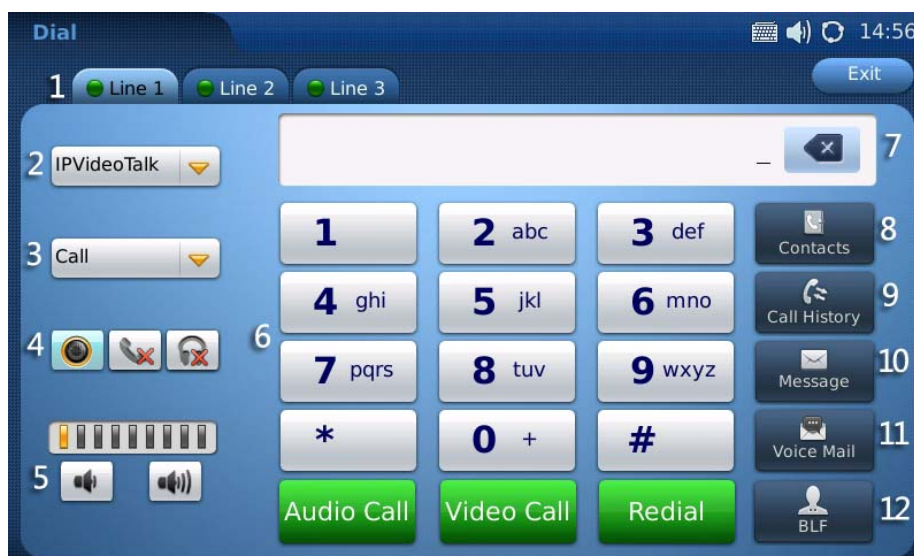 Dial
14:56
1
Line 1
Line 2
Line 3
Exit
2
IPVideoTalk
_
7
3
Call
1
2 abc
3 def
Contacts
8
4 ghi
5 jkl
6 mno
Call History
9
4
6
7 pqrs
8 tuv
9 wxyz
Message
10
*
0 +
#
Voice Mail
11
5
Audio Call
Video Call
Redial
BLF
12